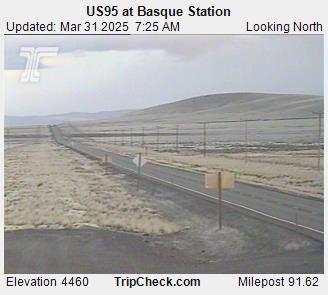 US95 at Basque Station
Updated: Mar 31 2025 7:25 AM Looking North
Elevation 4460 TripCheck.com Milepost 91.62